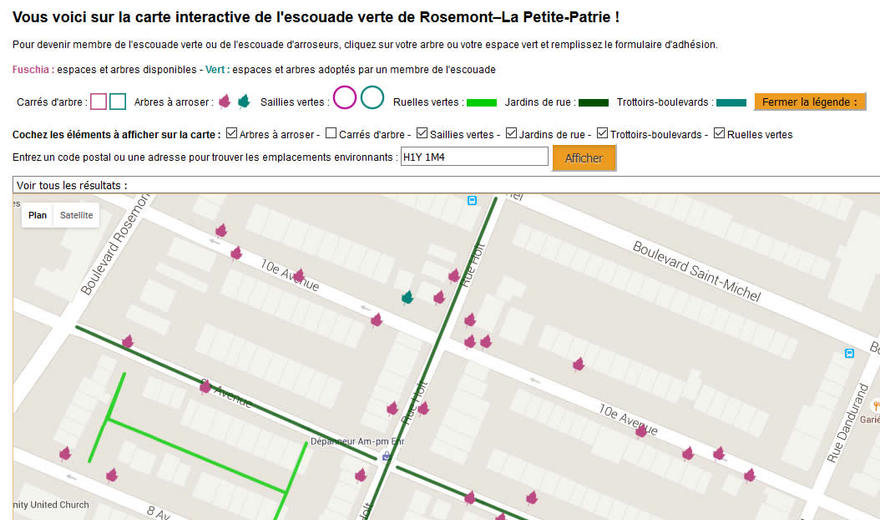 Vous voici sur la carte interactive de l'escouade verte de Rosemont–La Petite-Patrie !
Pour devenir membre de l'escouade verte ou de l'escouade d'arroseurs, cliquez sur votre arbre ou votre espace vert et remplissez le formulaire d'adhésion.
Fuschia : espaces et arbres disponibles - Vert : espaces et arbres adoptés par un membre de l'escouade
Carrés d'arbre : Arbres à arroser : Saillies vertes : Ruelles vertes : Jardins de rue : Trottoirs-boulevards : Fermer la légende :
Cochez les éléments à afficher sur la carte : Arbres à arroser - Carrés d'arbre - Saillies vertes - Jardins de rue - Trottoirs-boulevards - Ruelles vertes
Entrez un code postal ou une adresse pour trouver les emplacements environnants : H1Y 1M4 Afficher
Voir tous les résultats :
Plan Satellite
Boulevard Rosemont
10e Avenue
Rue Holt
Boulevard Saint-Michel
Avenue
Rue Holt
10e Avenue
Rue Dandurand
Garié
Dépanneur Am-pm Enr
nity United Church
8 Av
Holt